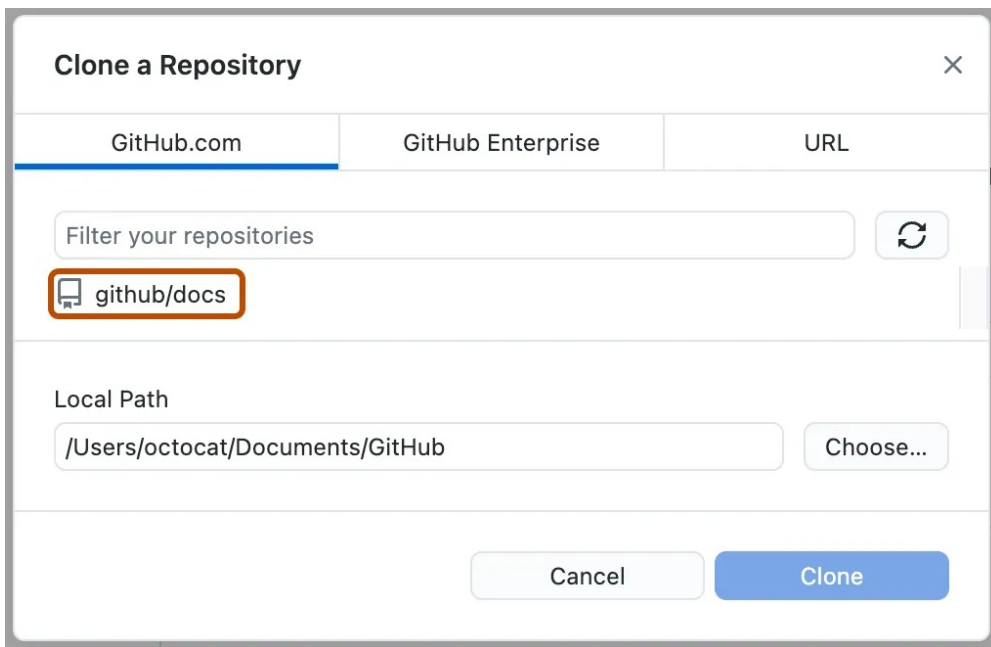 Clone a Repository
GitHub.com GitHub Enterprise URL
Filter your repositories
github/docs
Local Path
/Users/octocat/Documents/GitHub Choose...
Cancel Clone